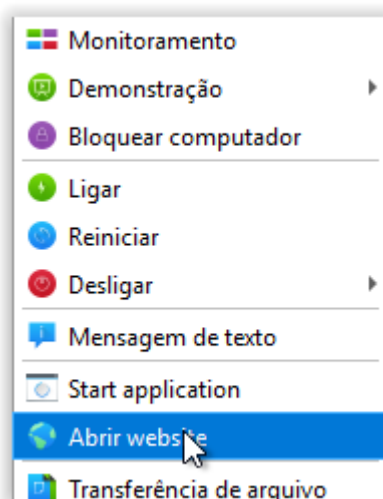 Monitoramento
Demonstração
Bloquear computador
Ligar
Reiniciar
Desligar
Mensagem de texto
Start application
Abrir website
Transferência de arquivo